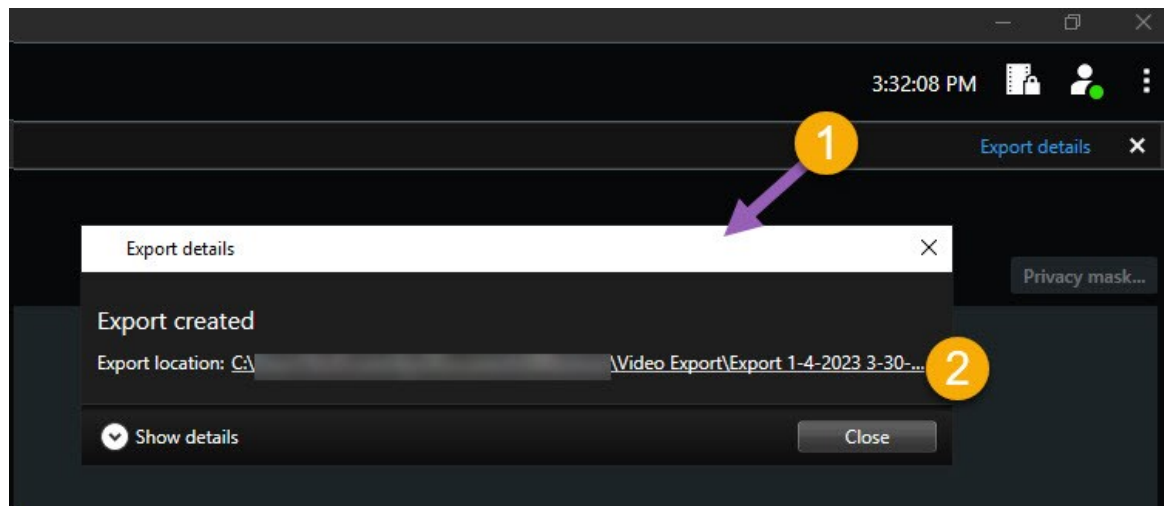 3:32:08 PM
1
Export details
Export details
Privacy mask...
Export created
Export location: C:\ \Video Export\Export 1-4-2023 3-30-...
2
Show details
Close